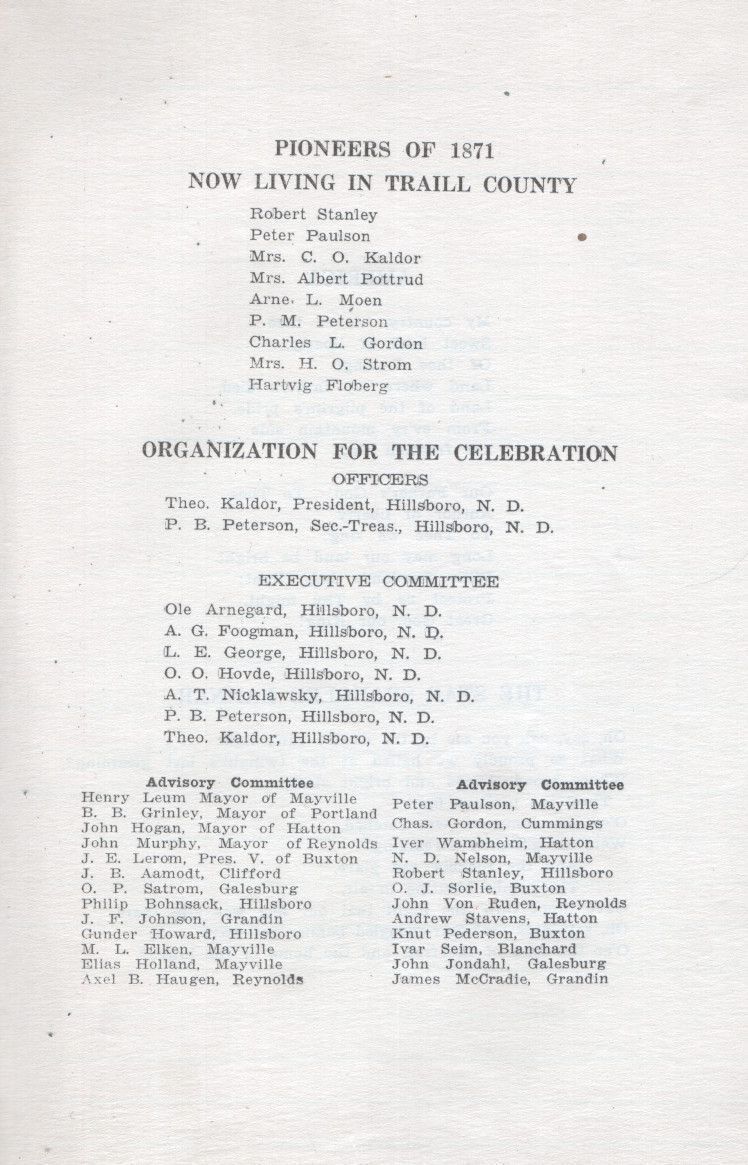 PIONEERS OF 1871
NOW LIVING IN TRAILL COUNTY
Robert Stanley
Peter Paulson
Mrs. C. O. Kaldor
Mrs. Albert Pottrud
Arne. L. Moen
P. M. Peterson
Charles L. Gordon
Mrs. H. O. Strom
Hartvig Floberg
ORGANIZATION FOR THE CELEBRATION
OFFICERS
Theo. Kaldor, President, Hillsboro, N. D.
P. B. Peterson, Sec.-Treas., Hillsboro, N. D.
EXECUTIVE COMMITTEE
Ole Arnegard, Hillsboro, N. D.
A. G. Foogman, Hillsboro, N. D.
L. E. George, Hillsboro, N. D.
O. O. Hovde, Hillsboro, N. D.
A. T. Nicklawsky, Hillsboro, N. D.
P. B. Peterson, Hillsboro, N. D.
Theo. Kaldor, Hillsboro, N. D.
Advisory Committee
Henry Leum Mayor of Mayville
B. B. Grinley, Mayor of Portland
John Hogan, Mayor of Hatton
John Murphy, Mayor of Reynolds
J. E. Lerom, Pres. V. of Buxton
J. B. Aamodt, Clifford
O. P. Satrom, Galesburg
Philip Bohnsack, Hillsboro
J. F. Johnson, Grandin
Gunder Howard, Hillsboro
M. L. Elken, Mayville
Elias Holland, Mayville
Axel B. Haugen, Reynolds
Advisory Committee
Peter Paulson, Mayville
Chas. Gordon, Cummings
Iver Wambheim, Hatton
N. D. Nelson, Mayville
Robert Stanley, Hillsboro
O. J. Sorlie, Buxton
John Von Ruden, Reynolds
Andrew Stavens, Hatton
Knut Pederson, Buxton
Ivar Seim, Blanchard
John Jondahl, Galesburg
James McCradie, Grandin